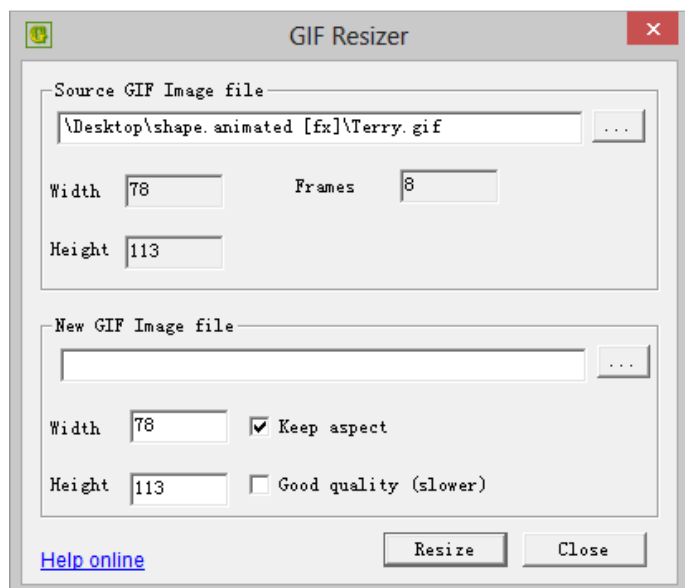 GIF Resizer
Source GIF Image file
\Desktop\shape.animated [fx]\Terry.gif
...
Width 78 Frames 8
Height 113
New GIF Image file
...
Width 78 Keep aspect
Height 113 Good quality (slower)
Help online Resize Close